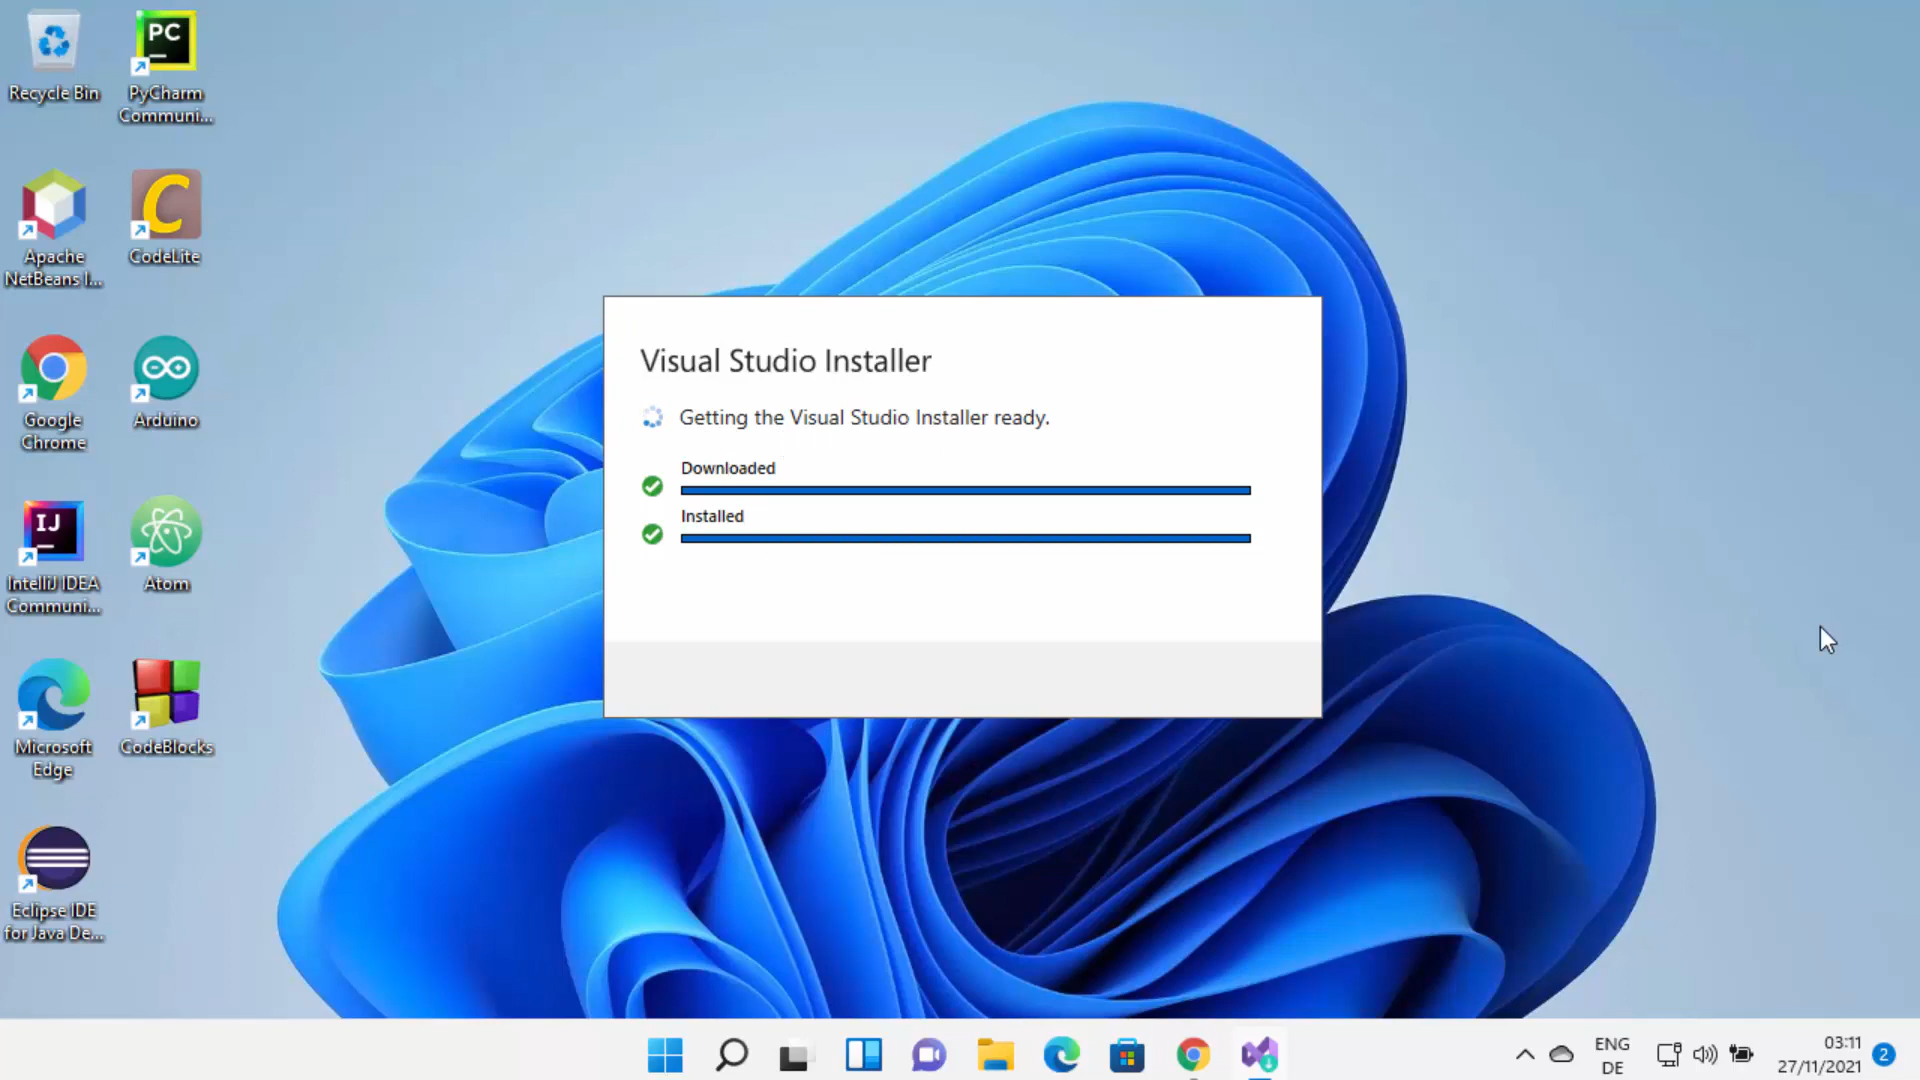 Recycle Bin
PC
PyCharm
Communi...
Apache
NetBeans I...
C
CodeLite
Google
Chrome
Arduino
IJ
IntelliJ IDEA
Communi...
Atom
Microsoft
Edge
CodeBlocks
Eclipse IDE
for Java De...
Visual Studio Installer
Getting the Visual Studio Installer ready.
Downloaded
Installed
ENG
DE
03:11
27/11/2021
2